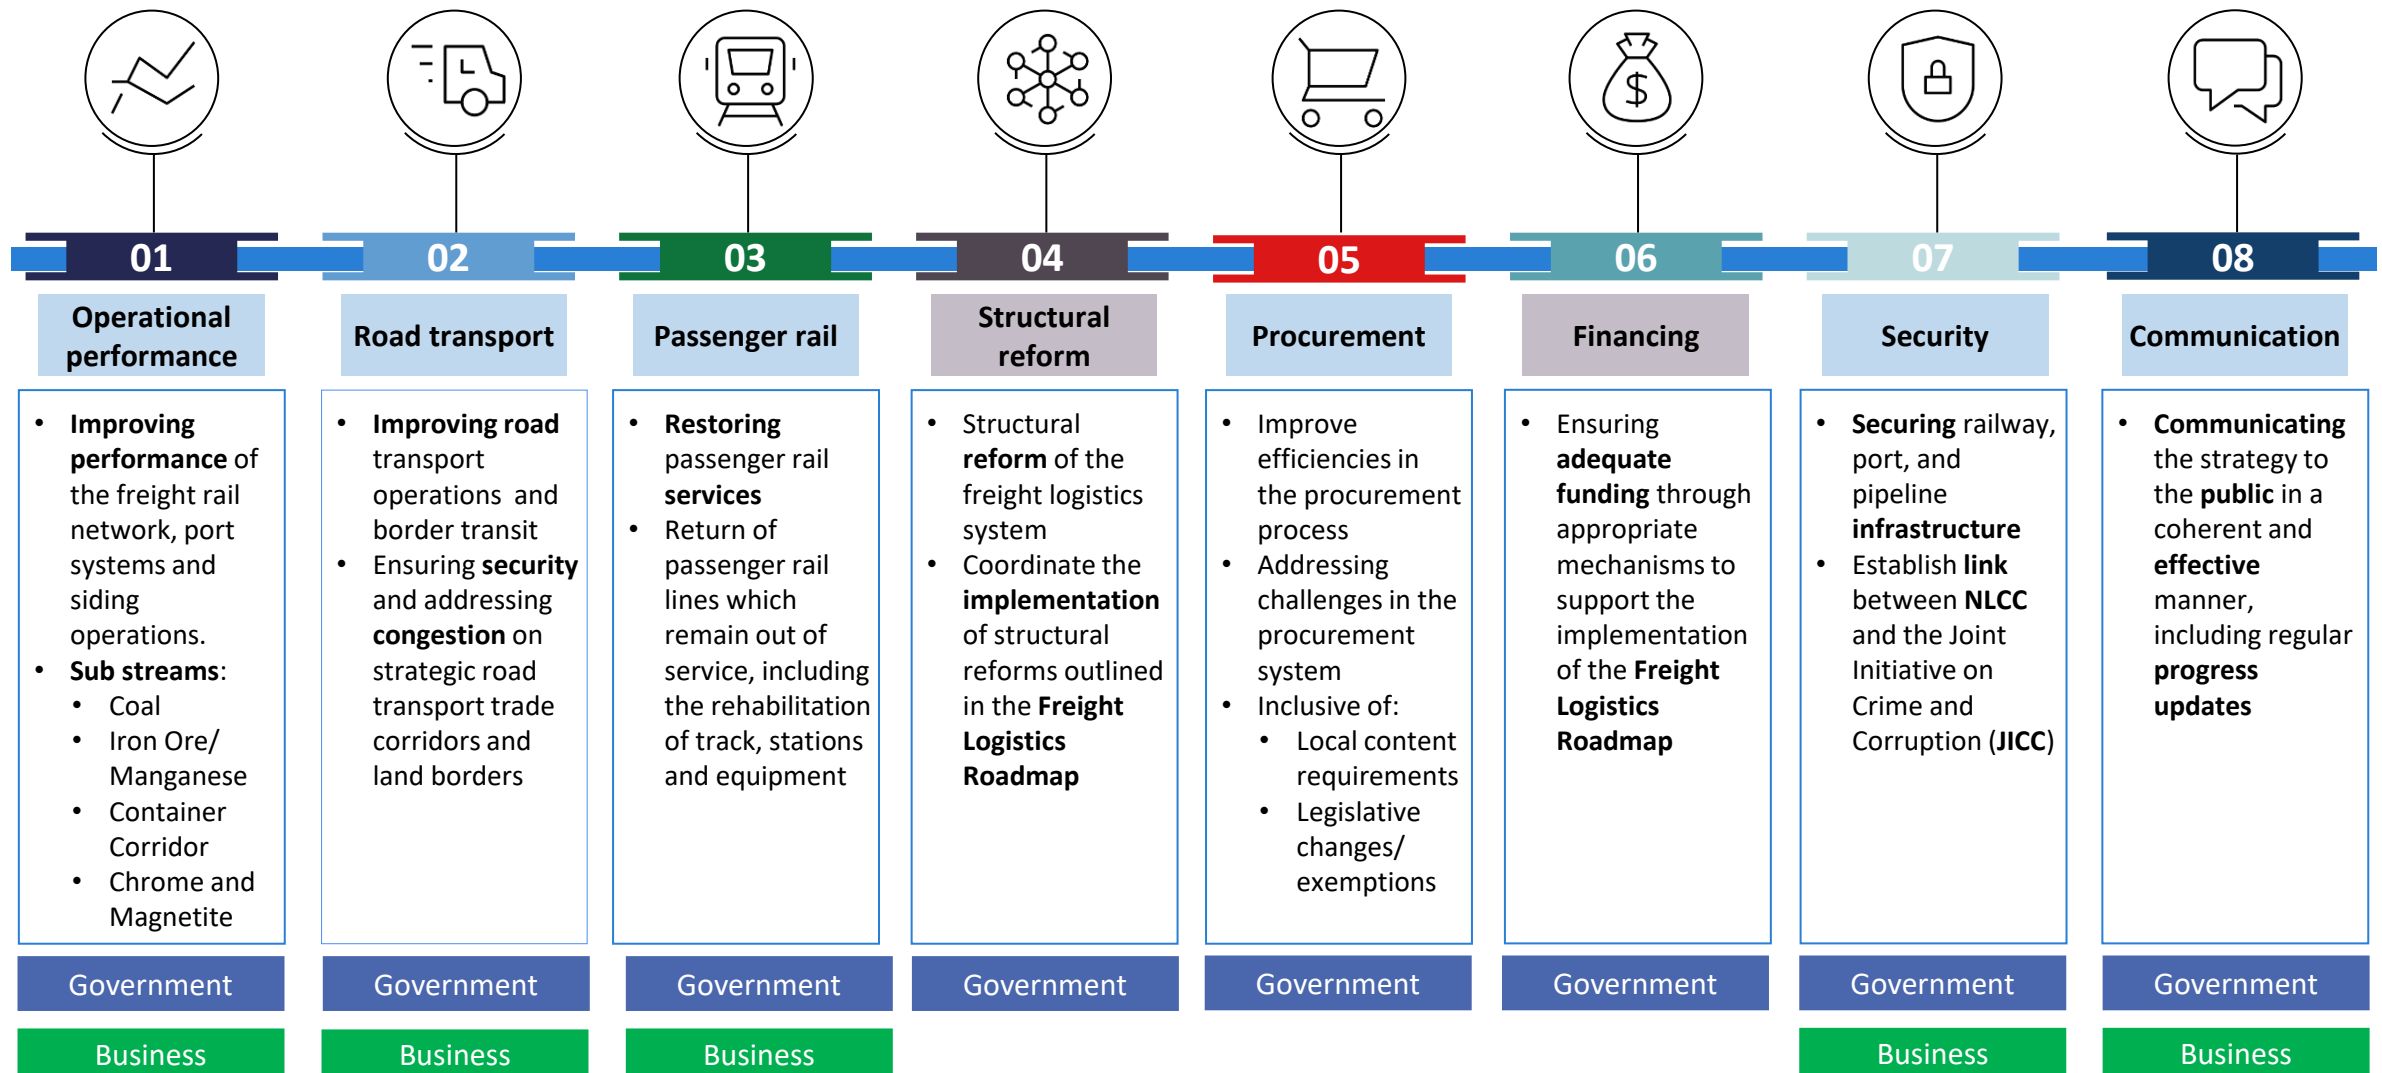 01
Operational
performance
• Improving
performance of
the freight rail
network, port
systems and
siding
operations.
• Sub streams:
• Coal
• Iron Ore/
Manganese
• Container
Corridor
• Chrome and
Magnetite
Government
Business
02
Road transport
• Improving road
transport
operations and
border transit
• Ensuring security
and addressing
congestion on
strategic road
transport trade
corridors and
land borders
Government
Business
03
Passenger rail
• Restoring
passenger rail
services
• Return of
passenger rail
lines which
remain out of
service, including
the rehabilitation
of track, stations
and equipment
Government
Business
04
Structural
reform
• Structural
reform of the
freight logistics
system
• Coordinate the
implementation
of structural
reforms outlined
in the Freight
Logistics
Roadmap
Government
05
Procurement
• Improve
efficiencies in
the procurement
process
• Addressing
challenges in the
procurement
system
• Inclusive of:
• Local content
requirements
• Legislative
changes/
exemptions
Government
$
06
Financing
• Ensuring
adequate
funding through
appropriate
mechanisms to
support the
implementation
of the Freight
Logistics
Roadmap
Government
07
Security
• Securing railway,
port, and
pipeline
infrastructure
• Establish link
between NLCC
and the Joint
Initiative on
Crime and
Corruption (JICC)
Government
Business
08
Communication
• Communicating
the strategy to
the public in a
coherent and
effective
manner,
including regular
progress
updates
Government
Business